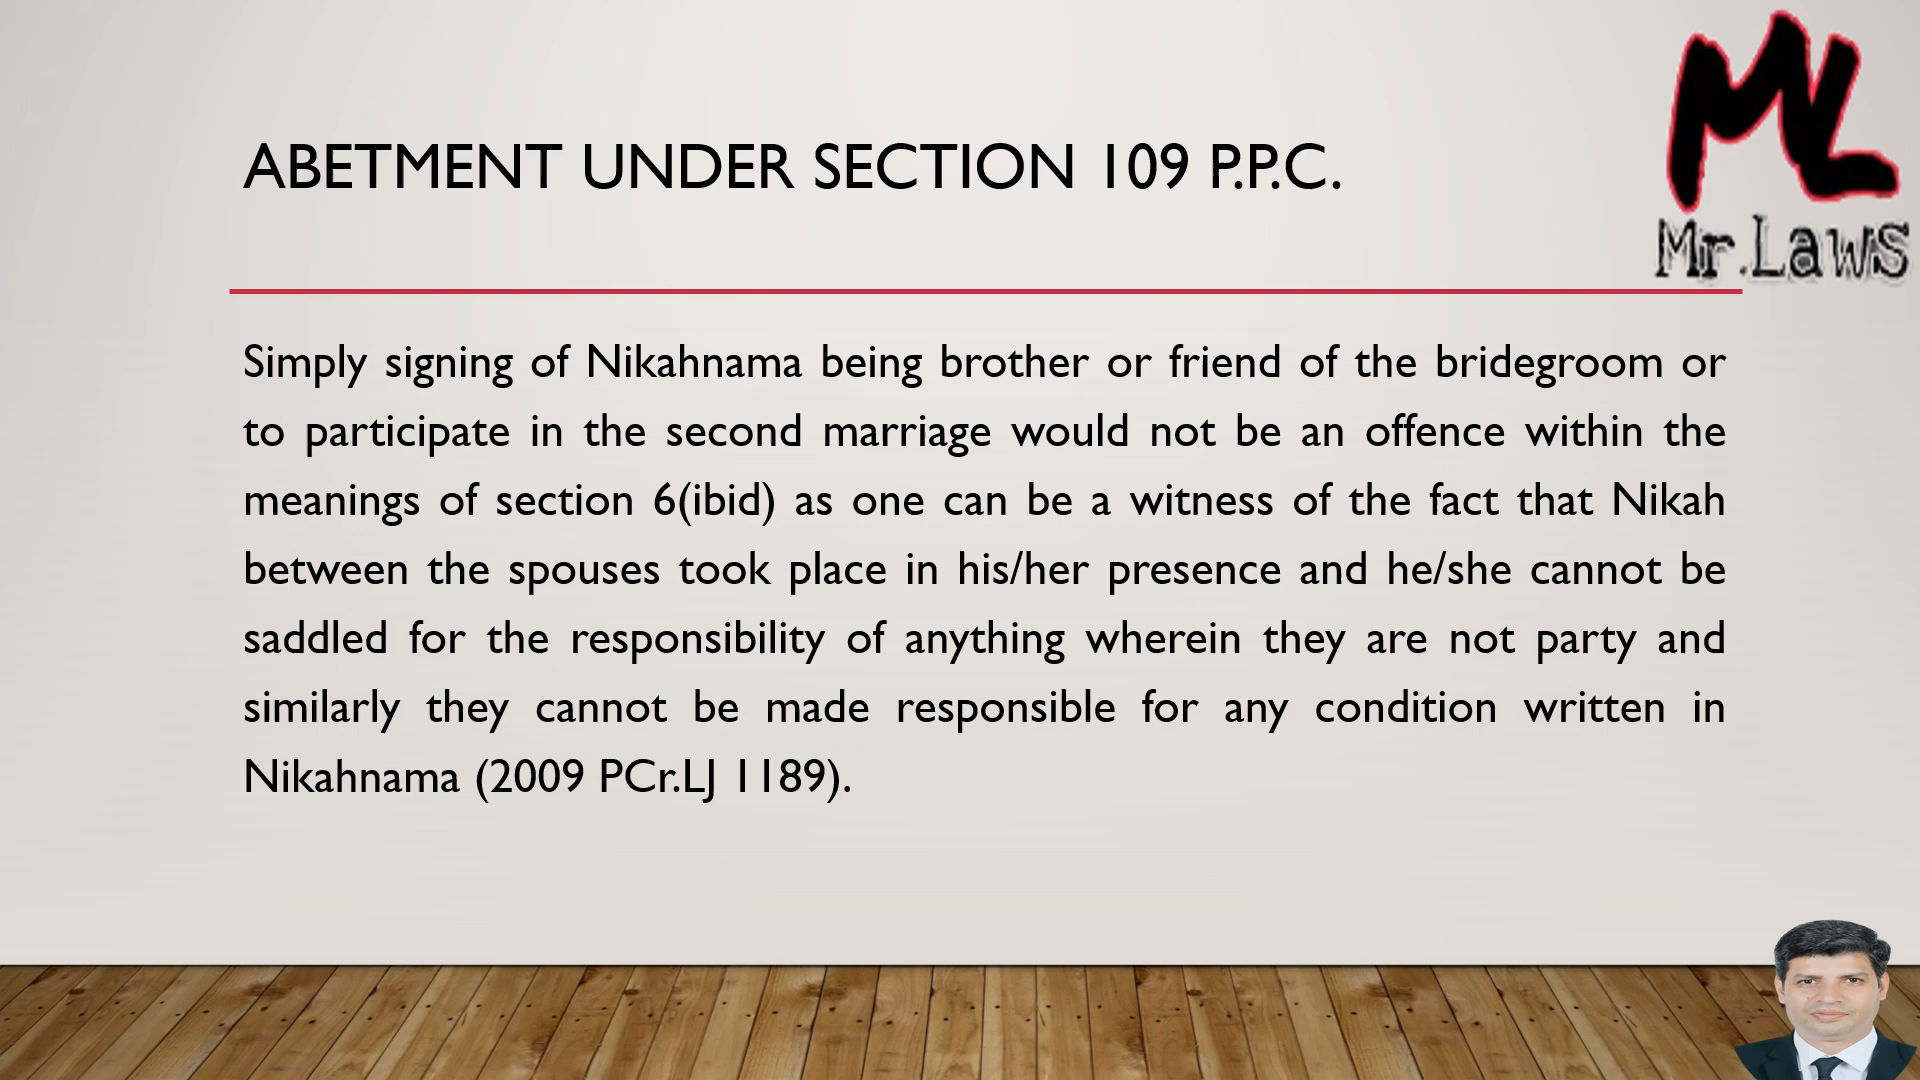 ABETMENT UNDER SECTION 109 P.P.C.
Mr.Laws
Simply signing of Nikahnama being brother or friend of the bridegroom or
to participate in the second marriage would not be an offence within the
meanings of section 6(ibid) as one can be a witness of the fact that Nikah
between the spouses took place in his/her presence and he/she cannot be
saddled for the responsibility of anything wherein they are not party and
similarly they cannot be made responsible for any condition written in
Nikahnama (2009 PCr.LJ 1189).